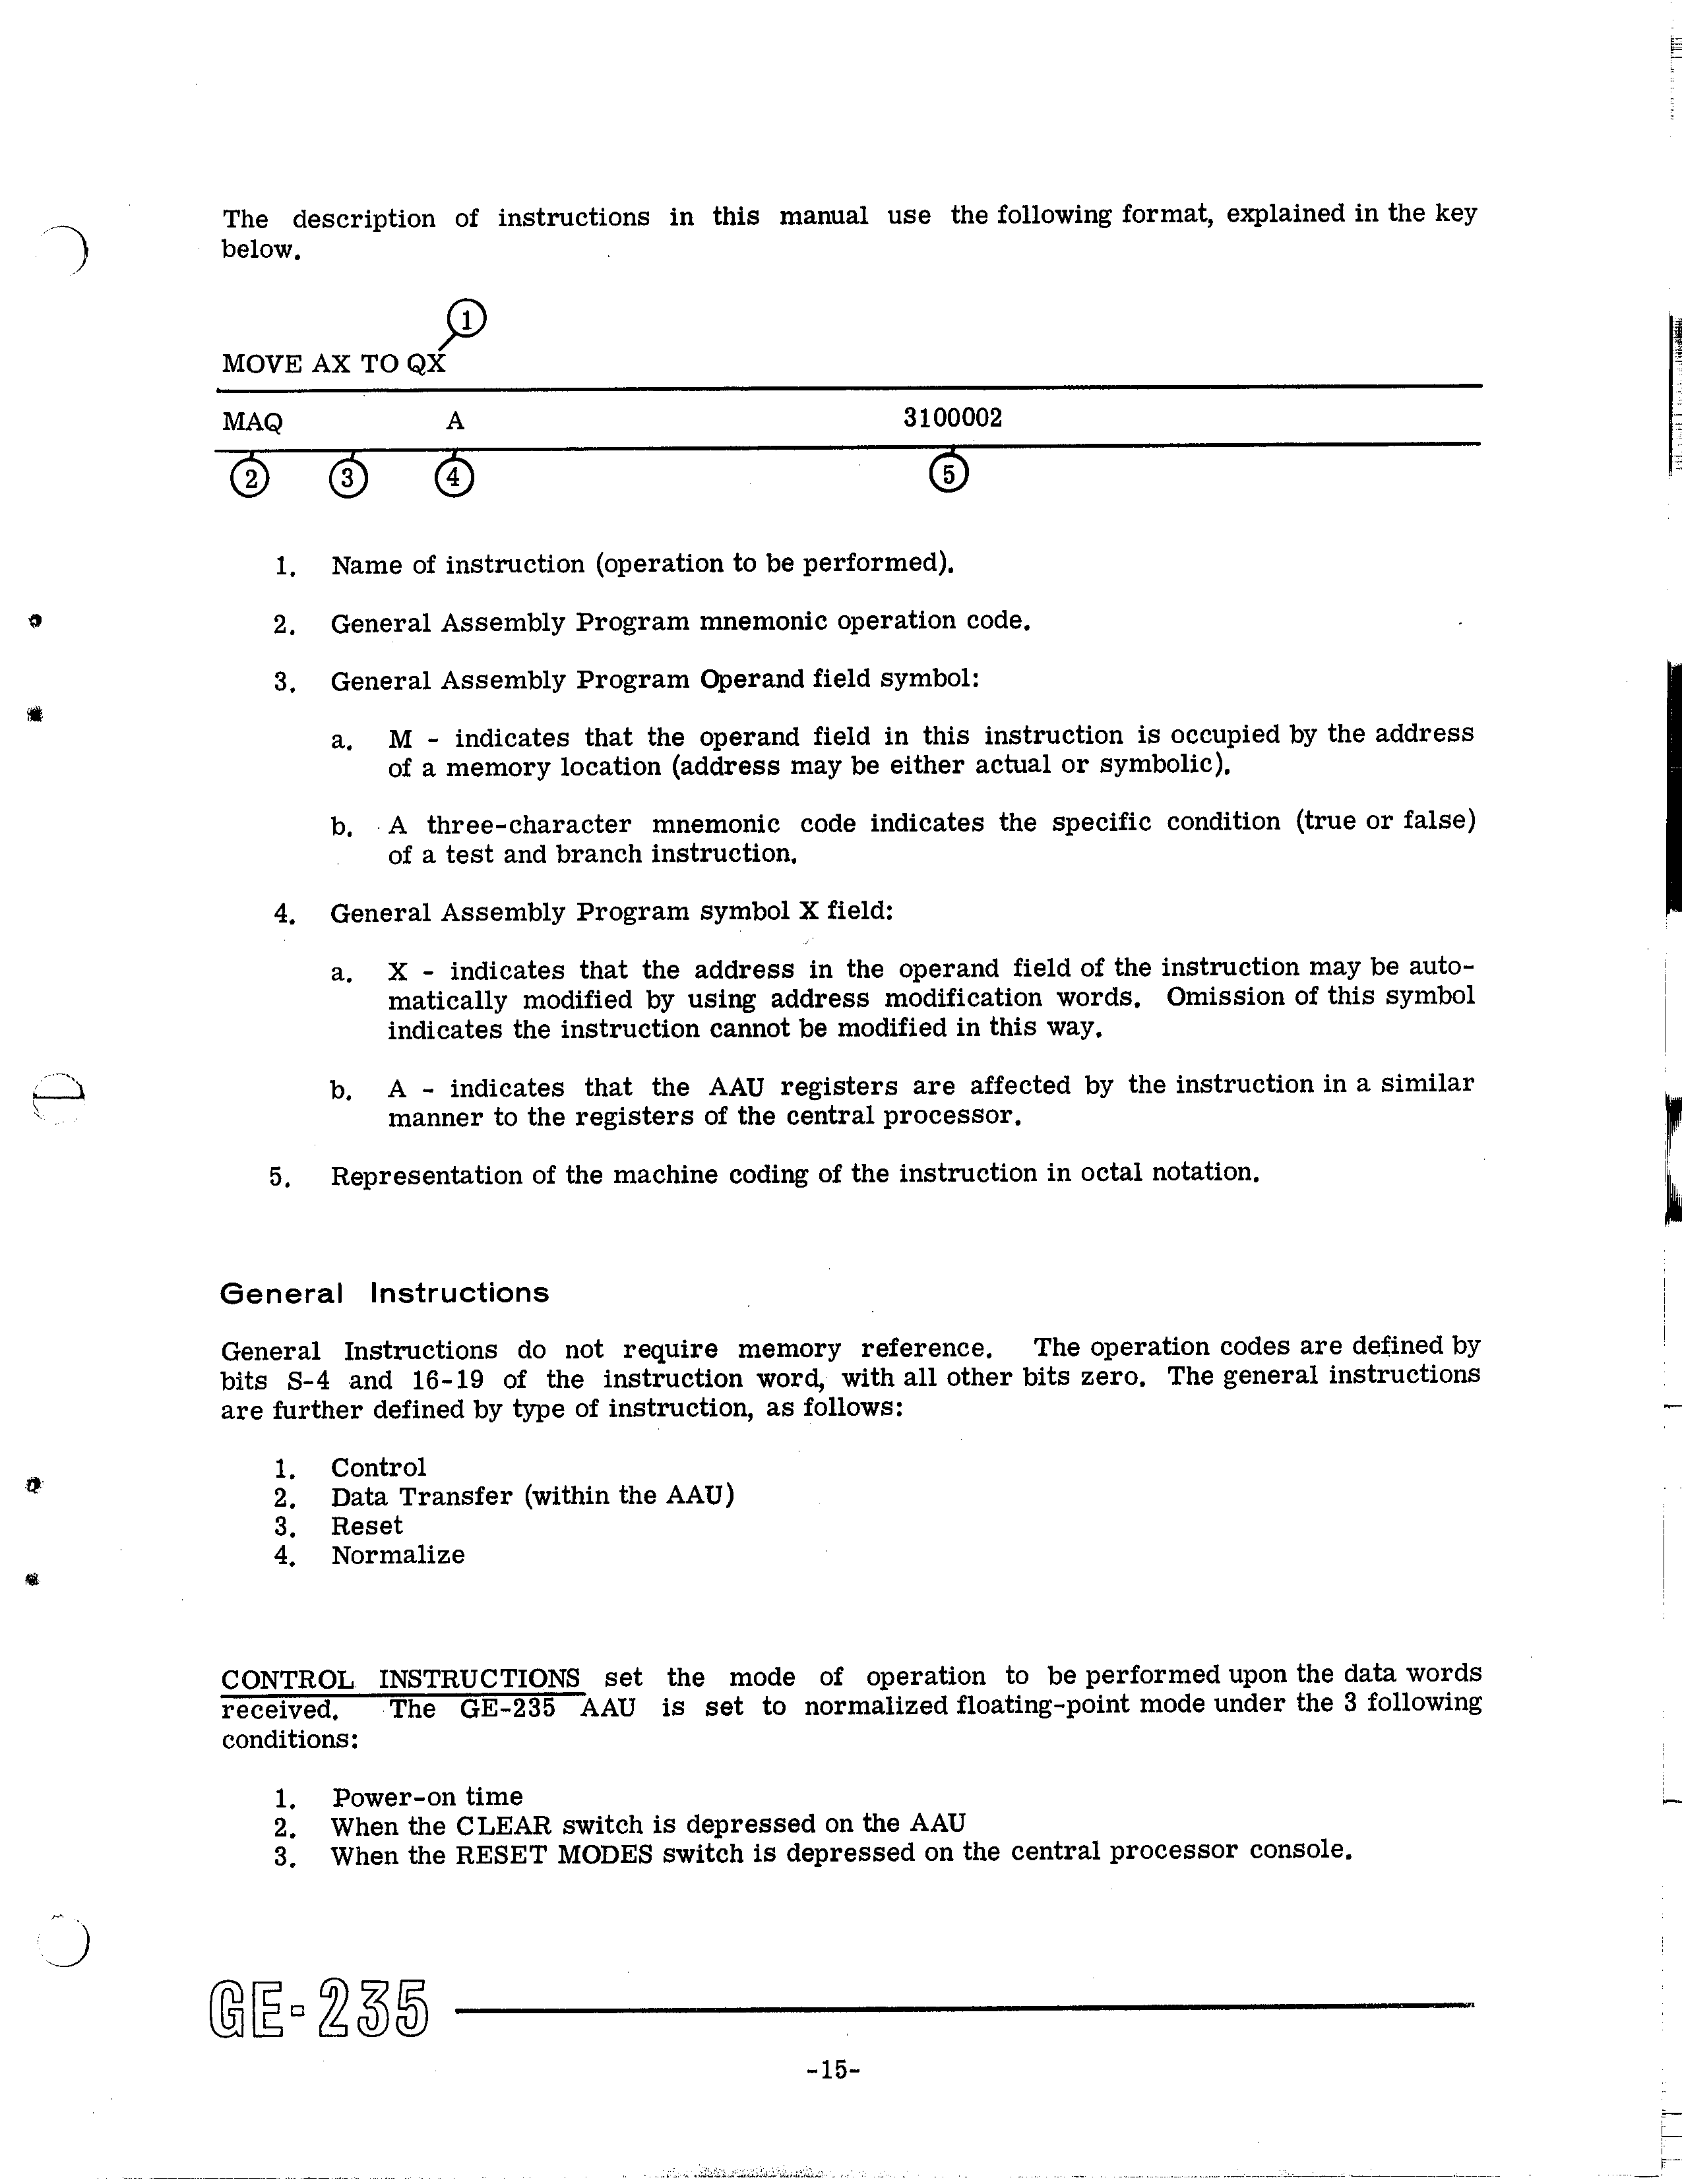 The description of instructions in this manual use the following format, explained in the key
below.
1
MOVE AX TO QX
MAQ A 3100002
2 3 4 5
1. Name of instruction (operation to be performed).
2. General Assembly Program mnemonic operation code.
3. General Assembly Program Operand field symbol:
a. M - indicates that the operand field in this instruction is occupied by the address
of a memory location (address may be either actual or symbolic).
b. A three-character mnemonic code indicates the specific condition (true or false)
of a test and branch instruction.
4. General Assembly Program symbol X field:
a. X - indicates that the address in the operand field of the instruction may be auto-
matically modified by using address modification words. Omission of this symbol
indicates the instruction cannot be modified in this way.
b. A - indicates that the AAU registers are affected by the instruction in a similar
manner to the registers of the central processor.
5. Representation of the machine coding of the instruction in octal notation.
General Instructions
General Instructions do not require memory reference. The operation codes are defined by
bits S-4 and 16-19 of the instruction word, with all other bits zero. The general instructions
are further defined by type of instruction, as follows:
1. Control
2. Data Transfer (within the AAU)
3. Reset
4. Normalize
CONTROL INSTRUCTIONS set the mode of operation to be performed upon the data words
received. The GE-235 AAU is set to normalized floating-point mode under the 3 following
conditions:
1. Power-on time
2. When the CLEAR switch is depressed on the AAU
3. When the RESET MODES switch is depressed on the central processor console.
GE-235
-15-